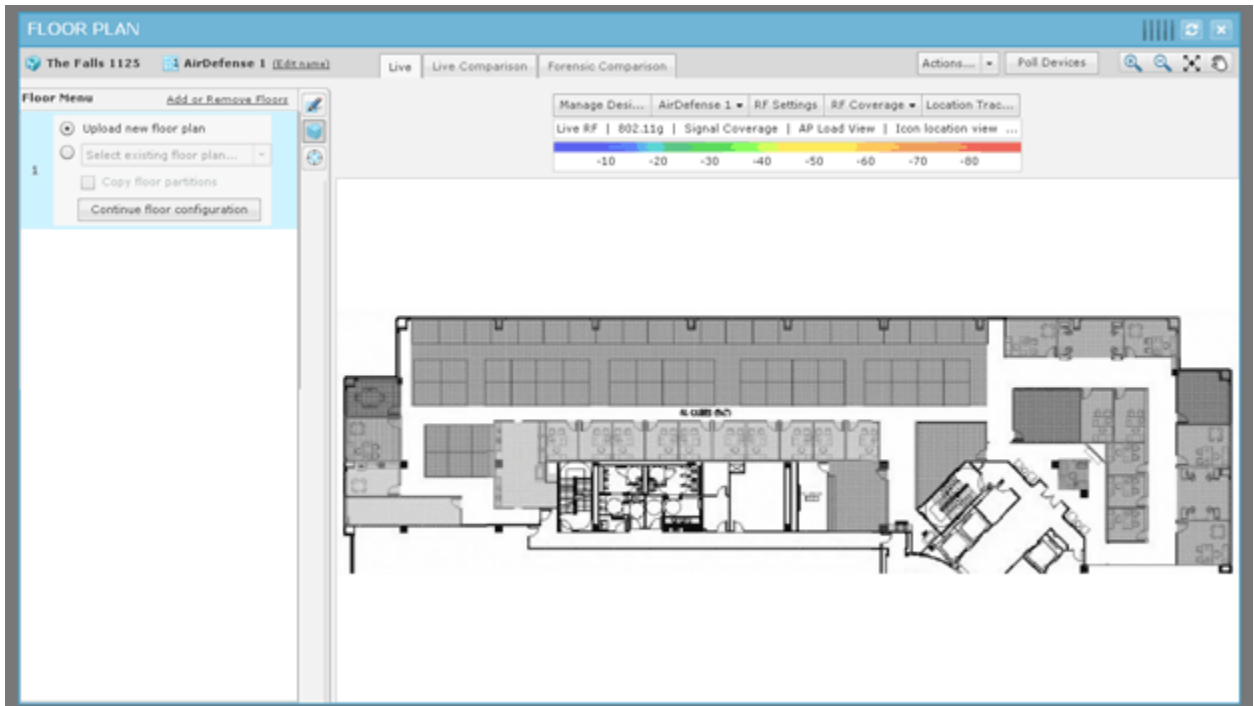 FLOOR PLAN
The Falls 1125 AirDefense 1 (Edit name)
Live Live Comparison Forensic Comparison
Actions... Poll Devices
Floor Menu Add or Remove Floors
Upload new floor plan
Select existing floor plan...
1
Copy floor partitions
Continue floor configuration
Manage Desi... AirDefense 1 RF Settings RF Coverage Location Trac...
Live RF | 802.11g | Signal Coverage | AP Load View | Icon location view ...
-10 -20 -30 -40 -50 -60 -70 -80